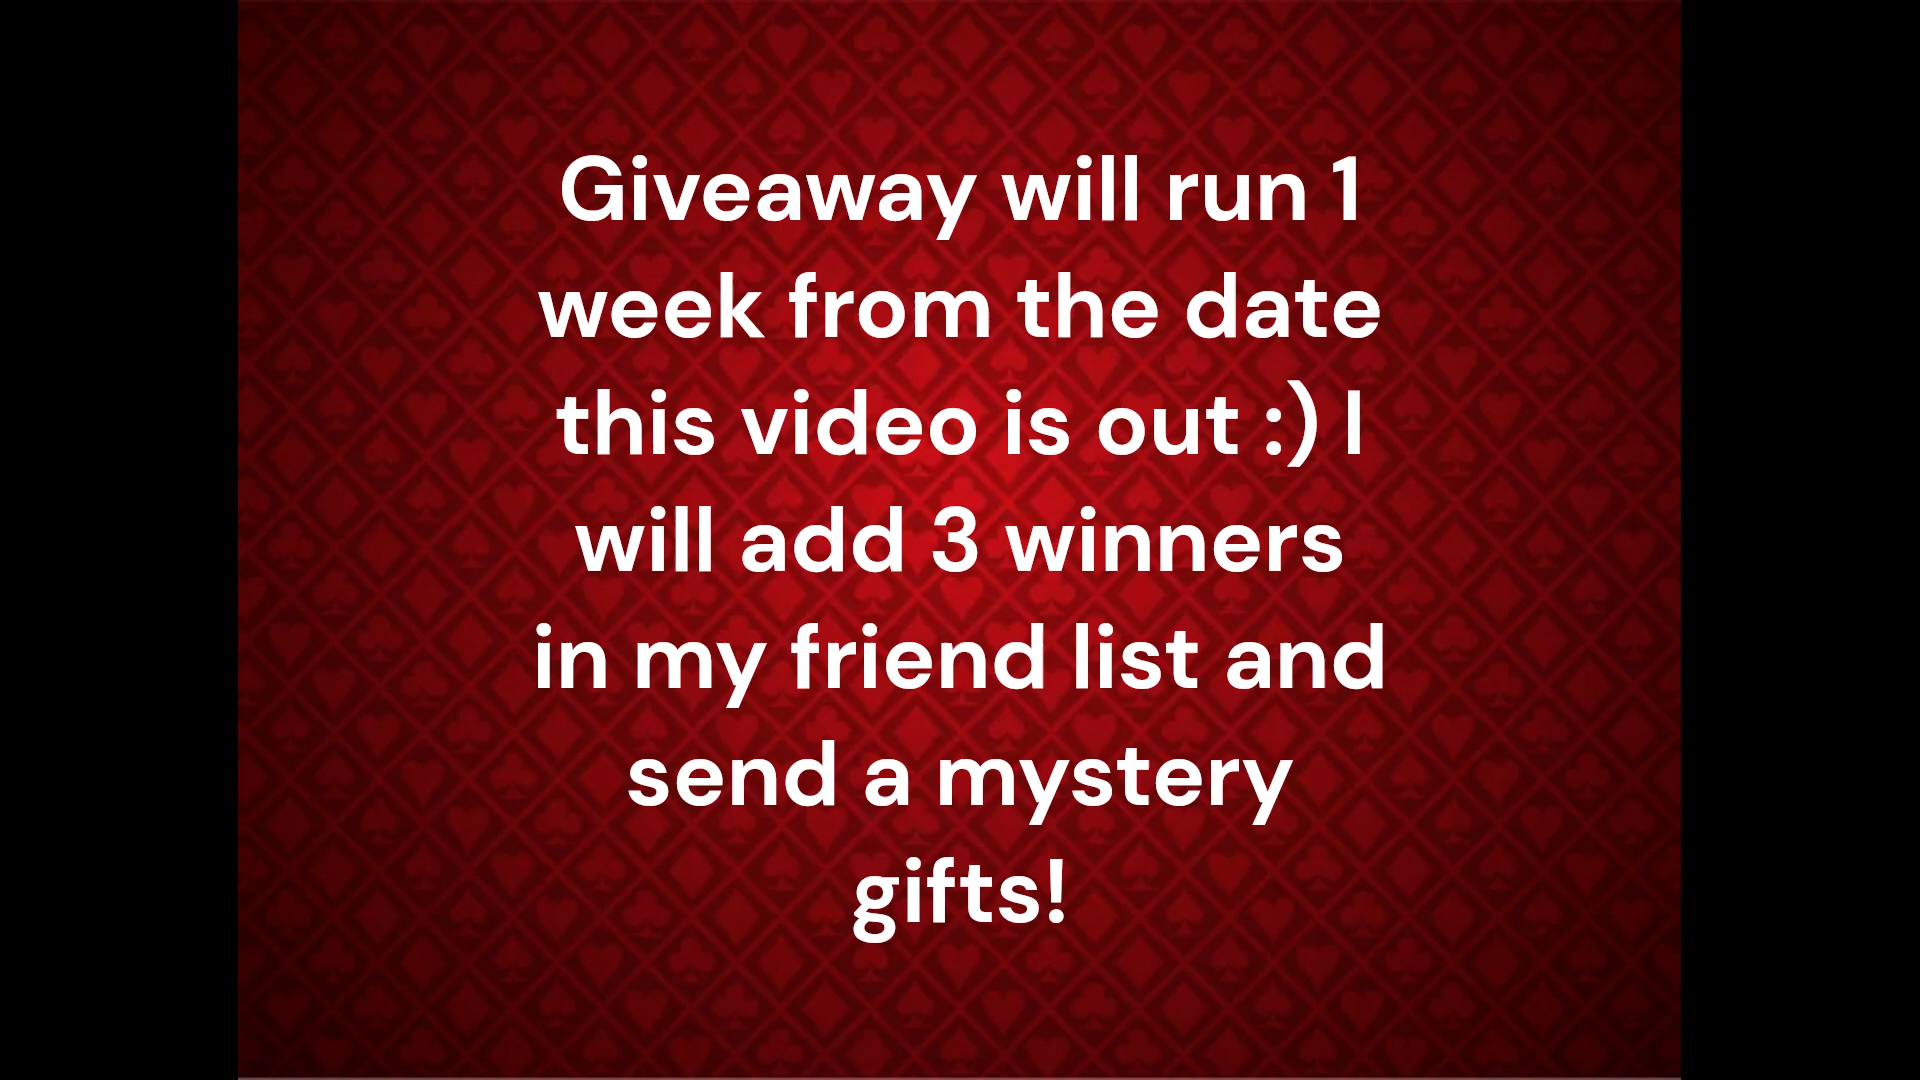 Giveaway will run 1
week from the date
this video is out :) I
will add 3 winners
in my friend list and
send a mystery
gifts!